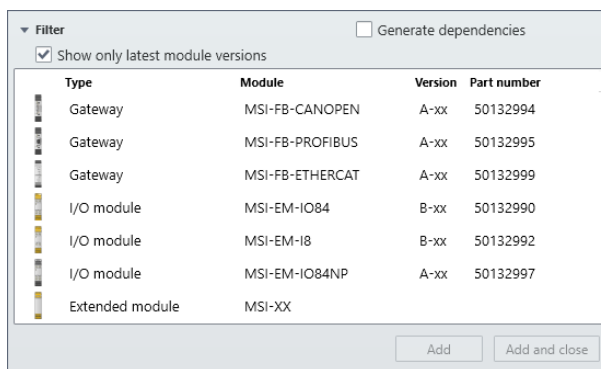 Filter
Generate dependencies
Show only latest module versions
Type Module Version Part number
Gateway MSI-FB-CANOPEN A-xx 50132994
Gateway MSI-FB-PROFIBUS A-xx 50132995
Gateway MSI-FB-ETHERCAT A-xx 50132999
I/O module MSI-EM-IO84 B-xx 50132990
I/O module MSI-EM-I8 B-xx 50132992
I/O module MSI-EM-IO84NP A-xx 50132997
Extended module MSI-XX
Add Add and close